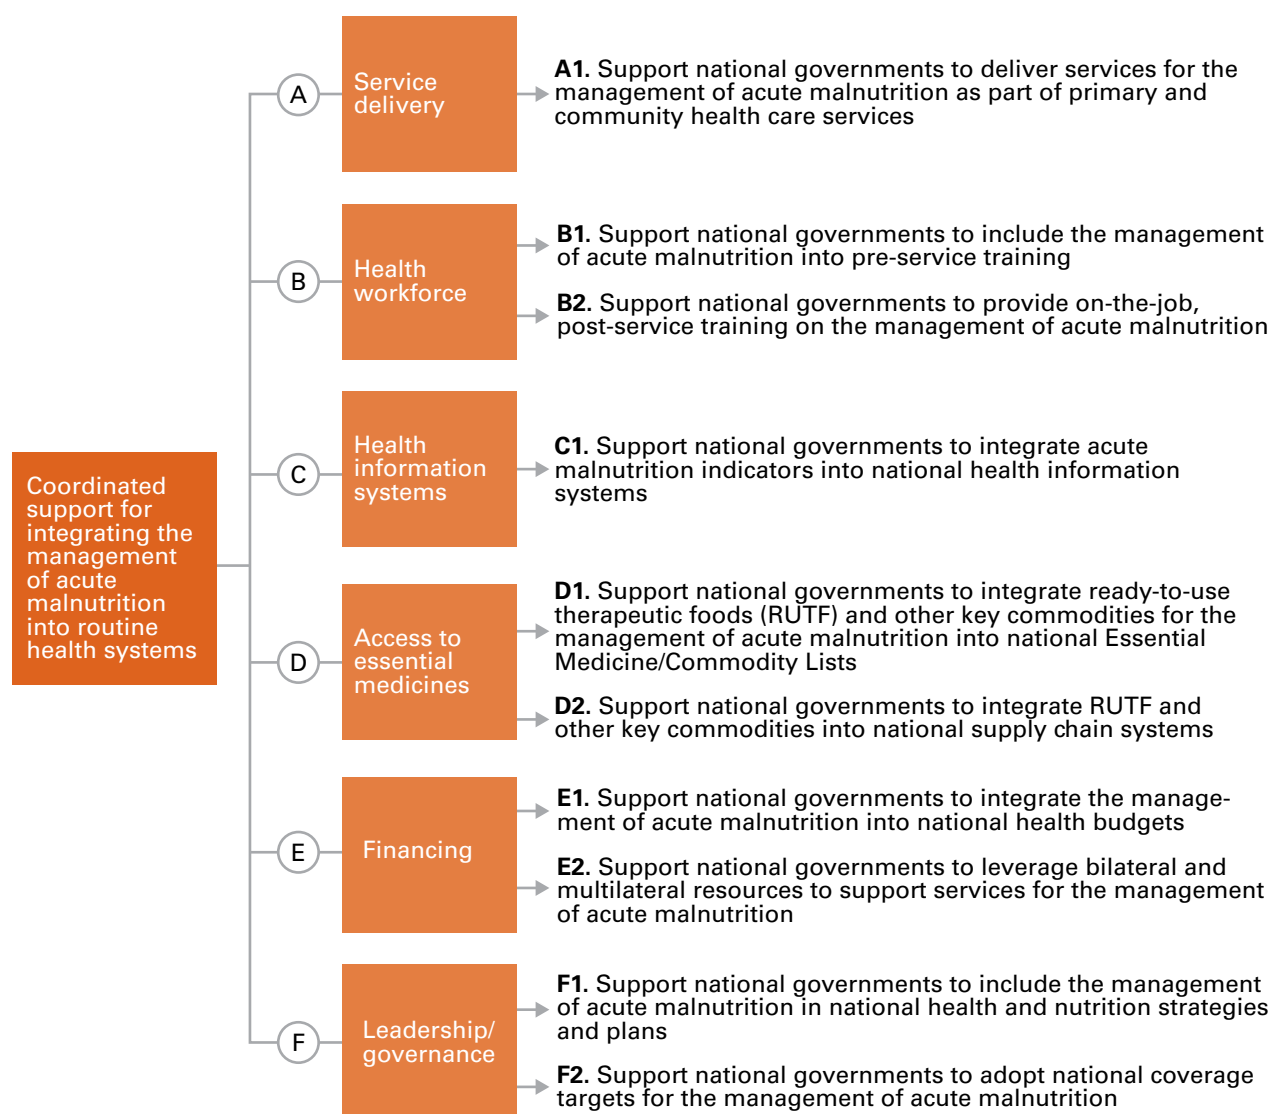 Coordinated
support for
integrating the
management
of acute
malnutrition
into routine
health systems
A
Service
delivery
A1. Support national governments to deliver services for the
management of acute malnutrition as part of primary and
community health care services
B
Health
workforce
B1. Support national governments to include the management
of acute malnutrition into pre-service training
B2. Support national governments to provide on-the-job,
post-service training on the management of acute malnutrition
C
Health
information
systems
C1. Support national governments to integrate acute
malnutrition indicators into national health information
systems
D
Access to
essential
medicines
D1. Support national governments to integrate ready-to-use
therapeutic foods (RUTF) and other key commodities for the
management of acute malnutrition into national Essential
Medicine/Commodity Lists
D2. Support national governments to integrate RUTF and
other key commodities into national supply chain systems
E
Financing
E1. Support national governments to integrate the manage-
ment of acute malnutrition into national health budgets
E2. Support national governments to leverage bilateral and
multilateral resources to support services for the management
of acute malnutrition
F
Leadership/
governance
F1. Support national governments to include the management
of acute malnutrition in national health and nutrition strategies
and plans
F2. Support national governments to adopt national coverage
targets for the management of acute malnutrition